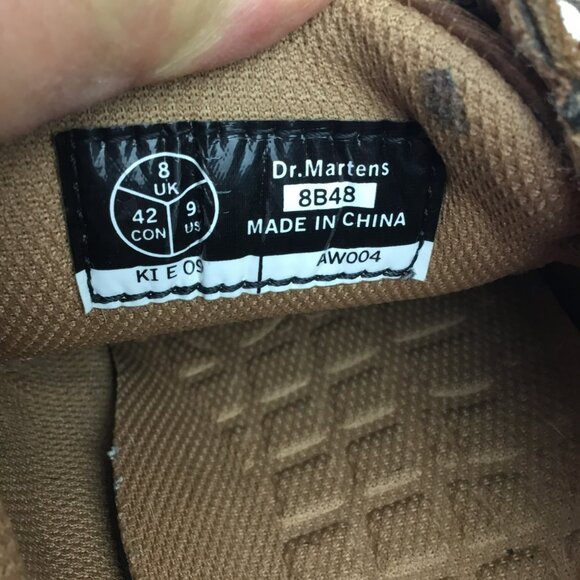 8
UK
42
CON
9
US
KI E 09
Dr.Martens
8B48
MADE IN CHINA
AW004